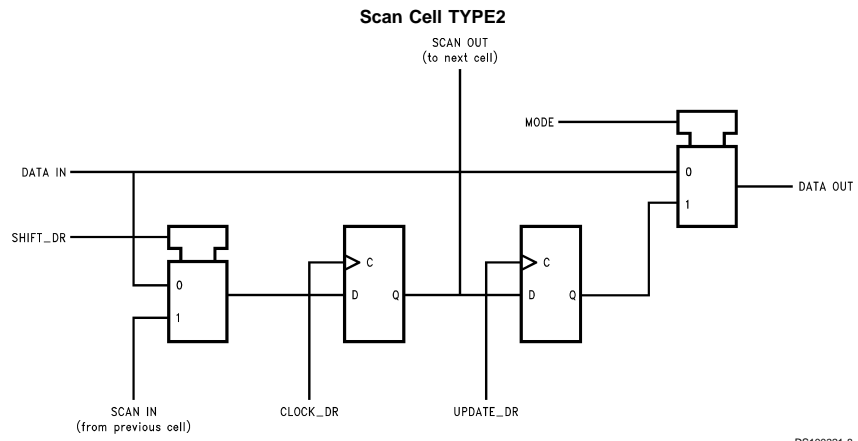 Scan Cell TYPE2
SCAN OUT
(to next cell)
MODE
DATA IN
0
DATA OUT
1
SHIFT_DR
C
C
0
D
Q
D
Q
1
SCAN IN
(from previous cell)
CLOCK_DR
UPDATE_DR